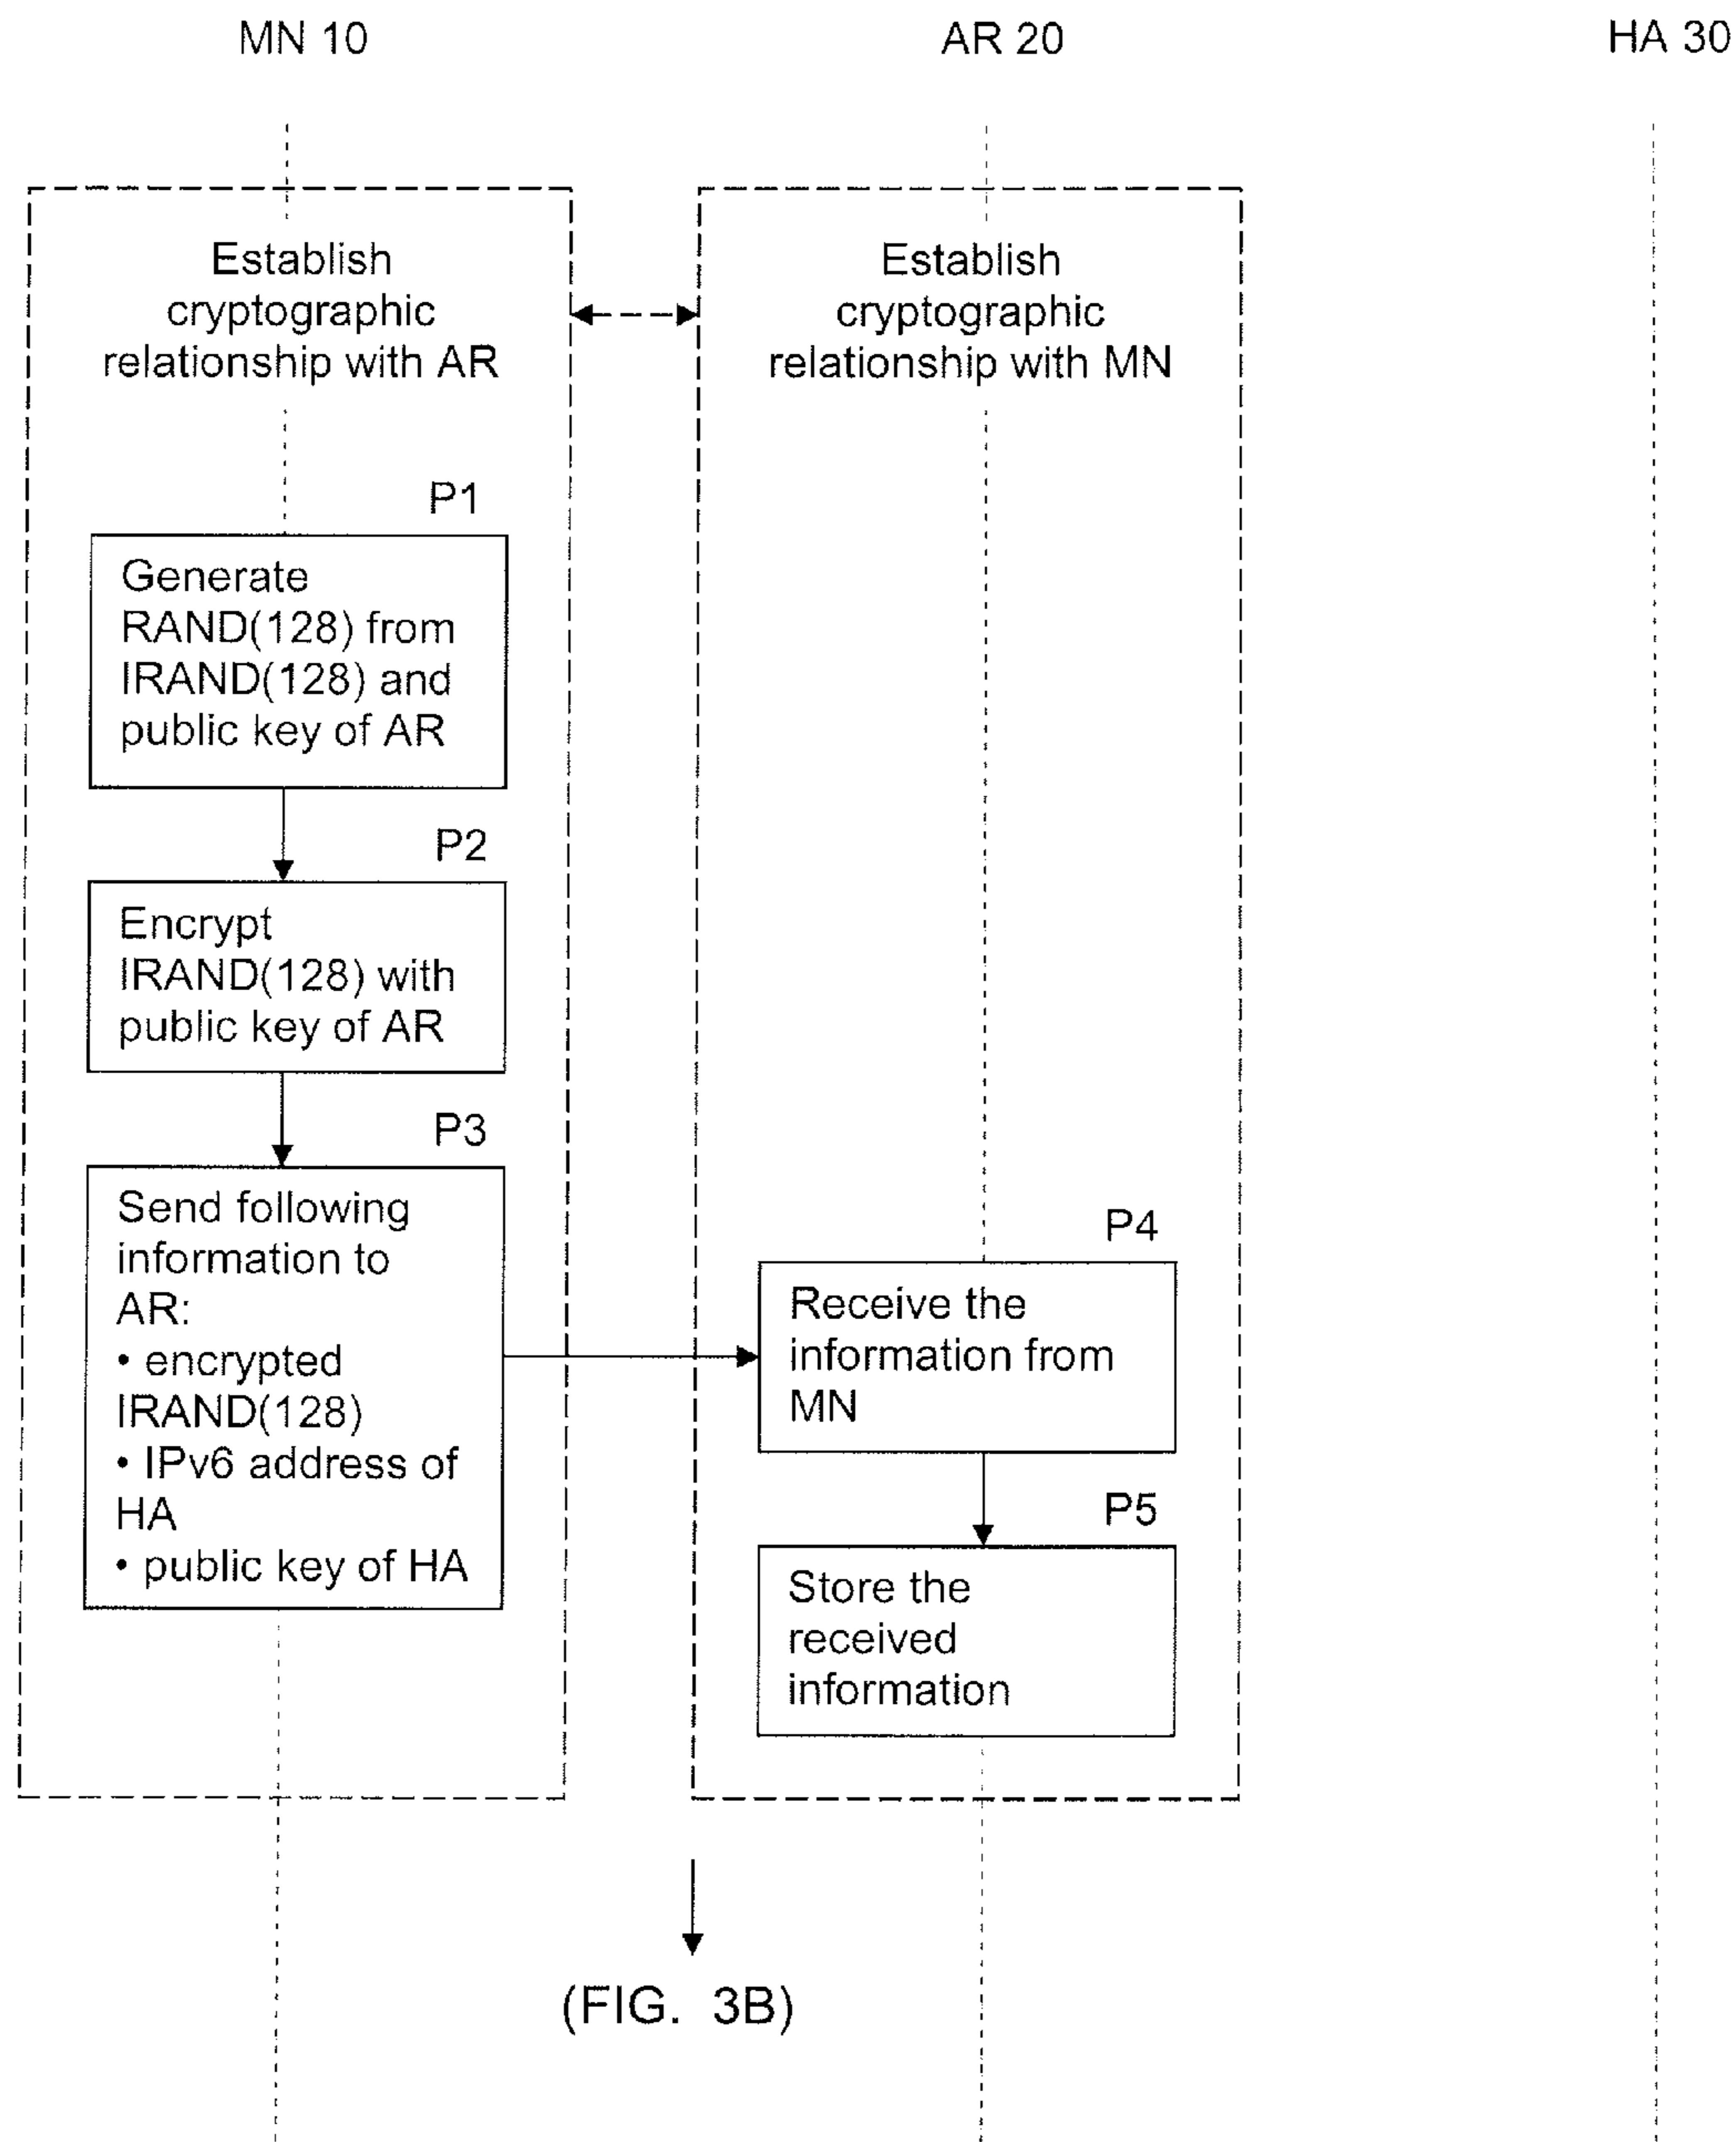 MN 10
AR 20
HA 30
Establish
cryptographic
relationship with AR
Establish
cryptographic
relationship with MN
P1
Generate
RAND(128) from
IRAND(128) and
public key of AR
P2
Encrypt
IRAND(128) with
public key of AR
P3
Send following
information to
AR:
• encrypted
IRAND(128)
• IPv6 address of
HA
• public key of HA
P4
Receive the
information from
MN
P5
Store the
received
information
(FIG. 3B)